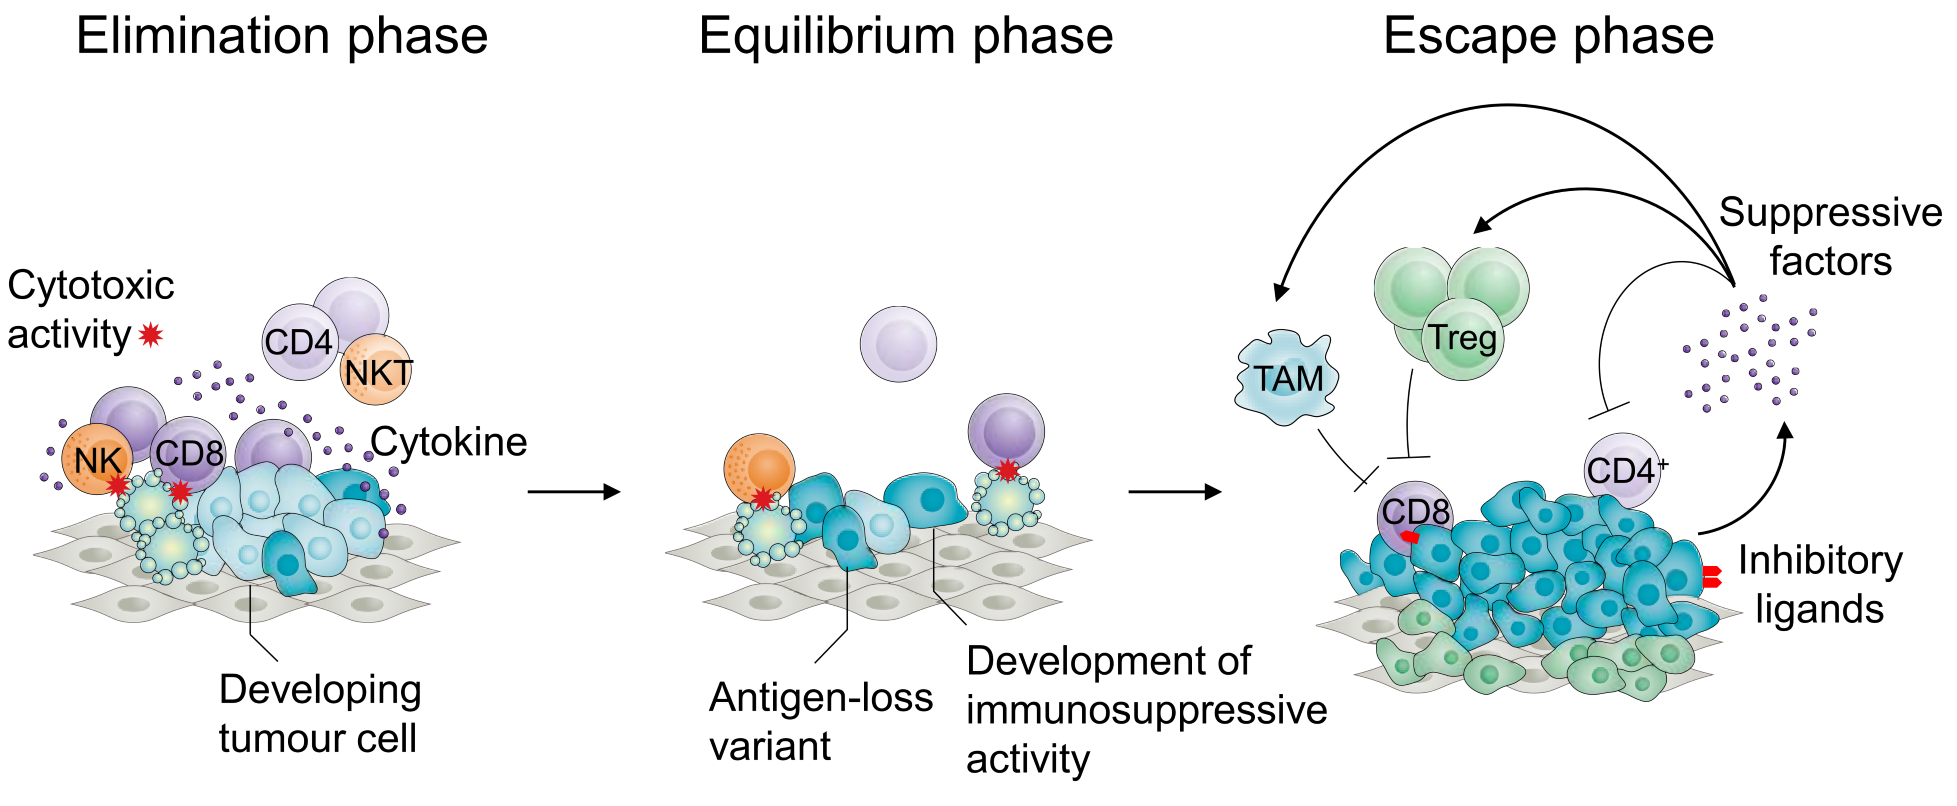 Elimination phase
Equilibrium phase
Escape phase
Cytotoxic
activity
CD4
NKT
NK
CD8
Cytokine
Developing
tumour cell
Antigen-loss
variant
Development of
immunosuppressive
activity
Suppressive
factors
Treg
TAM
CD4+
CD8
Inhibitory
ligands